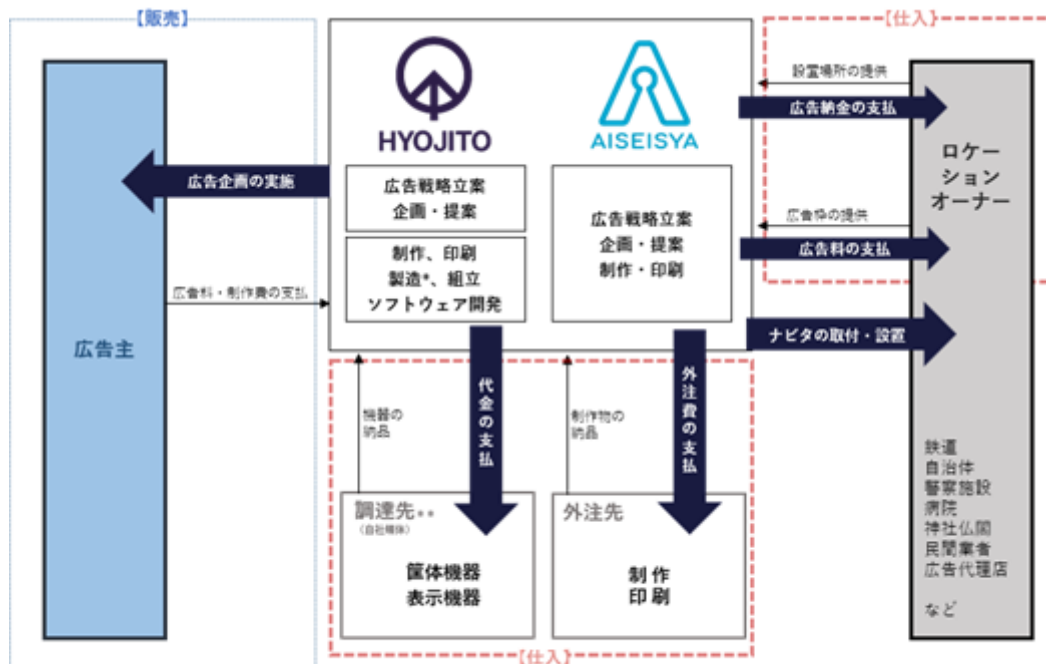 【販売】
【仕入】
HYOJITO
AISEISYA
設置場所の提供
広告納金の支払
ロケー
ション
オーナー
広告企画の実施
広告戦略立案
企画・提案
広告戦略立案
企画・提案
制作・印刷
広告枠の提供
広告料の支払
制作、印刷
製造*、組立
ソフトウェア開発
広告料・制作費の支払
広告主
ナビタの取付・設置
機器の
納品
代金の支払
制作物の
納品
外注費の支払
調達先**
(自社媒体)
筐体機器
表示機器
外注先
制作
印刷
鉄道
自治体
警察施設
病院
神社仏閣
民間業者
広告代理店
など
【仕入】